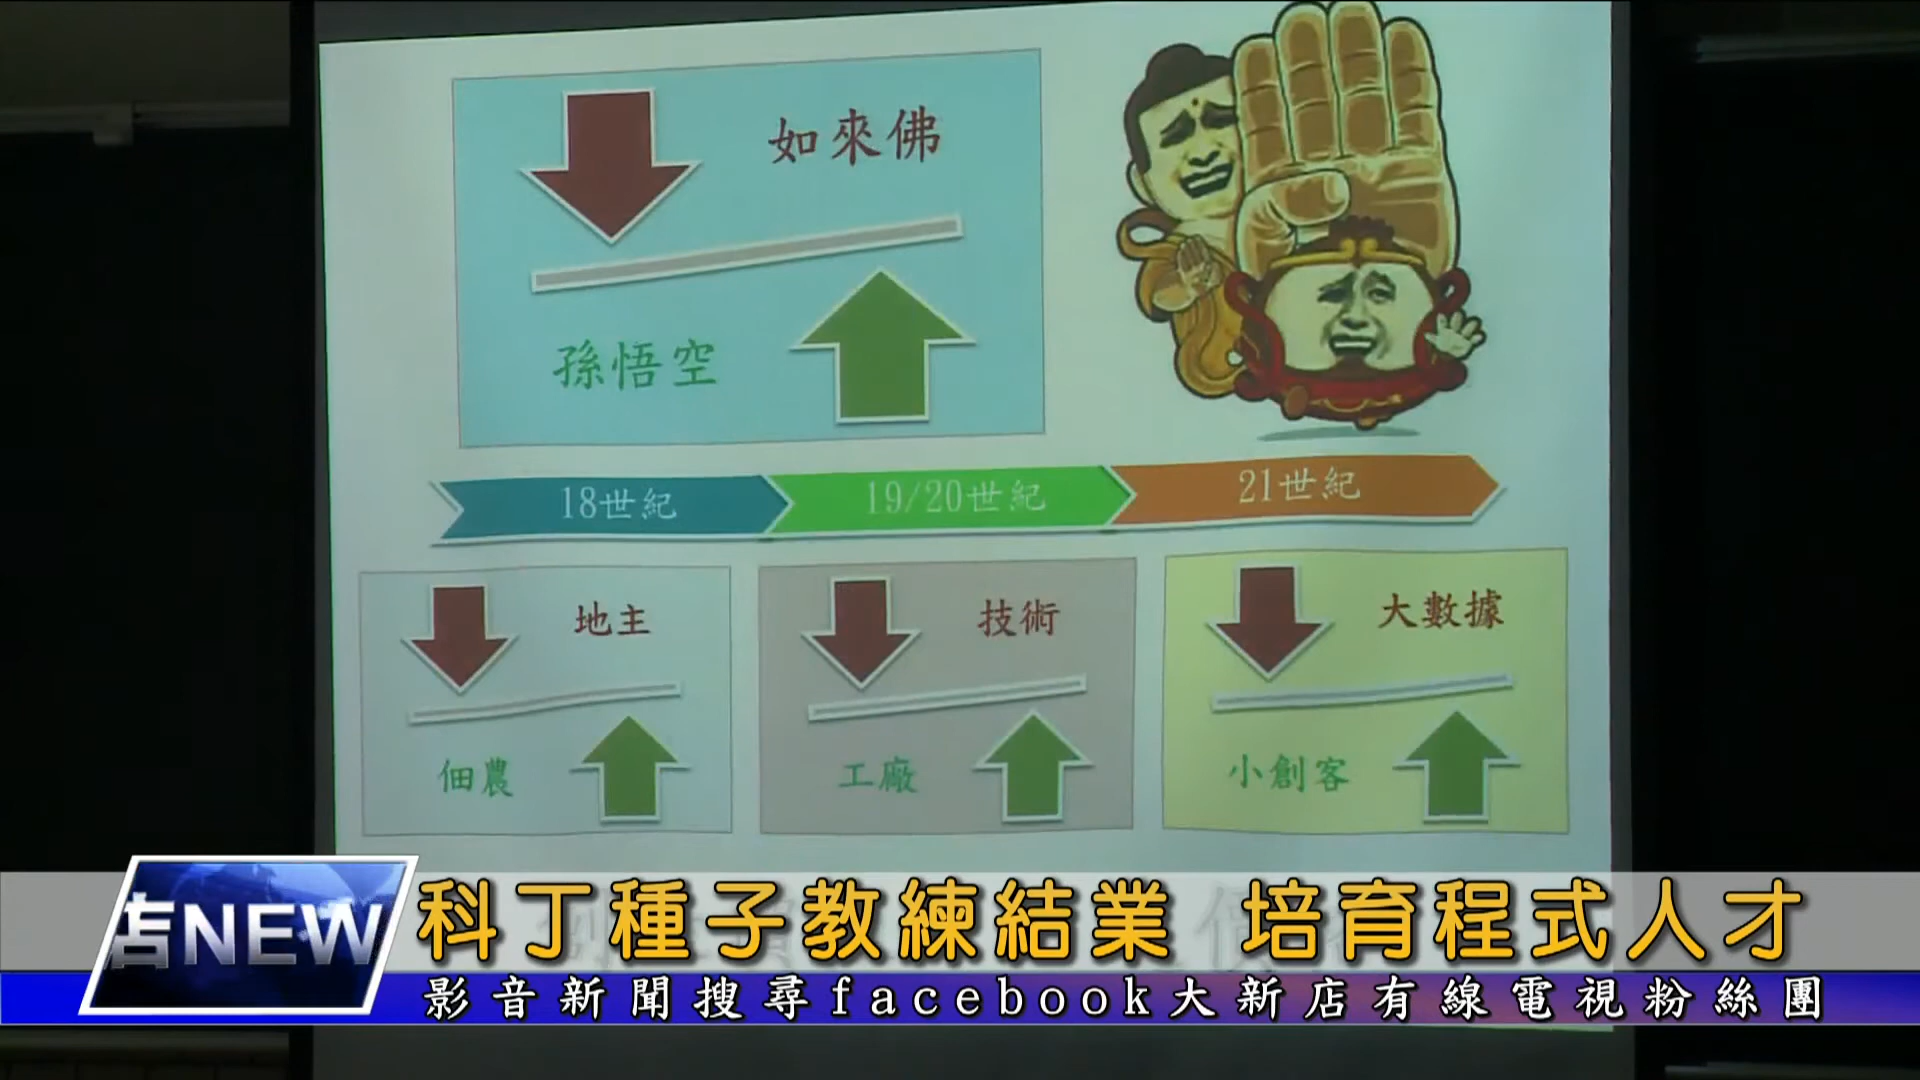 如來佛
孫悟空
18世紀
19/20世紀
21世紀
地主
佃農
技術
工廠
大數據
小創客
店NEW
科丁種子教練結業 培育程式人才
影音新聞搜尋facebook大新店有線電視粉絲團